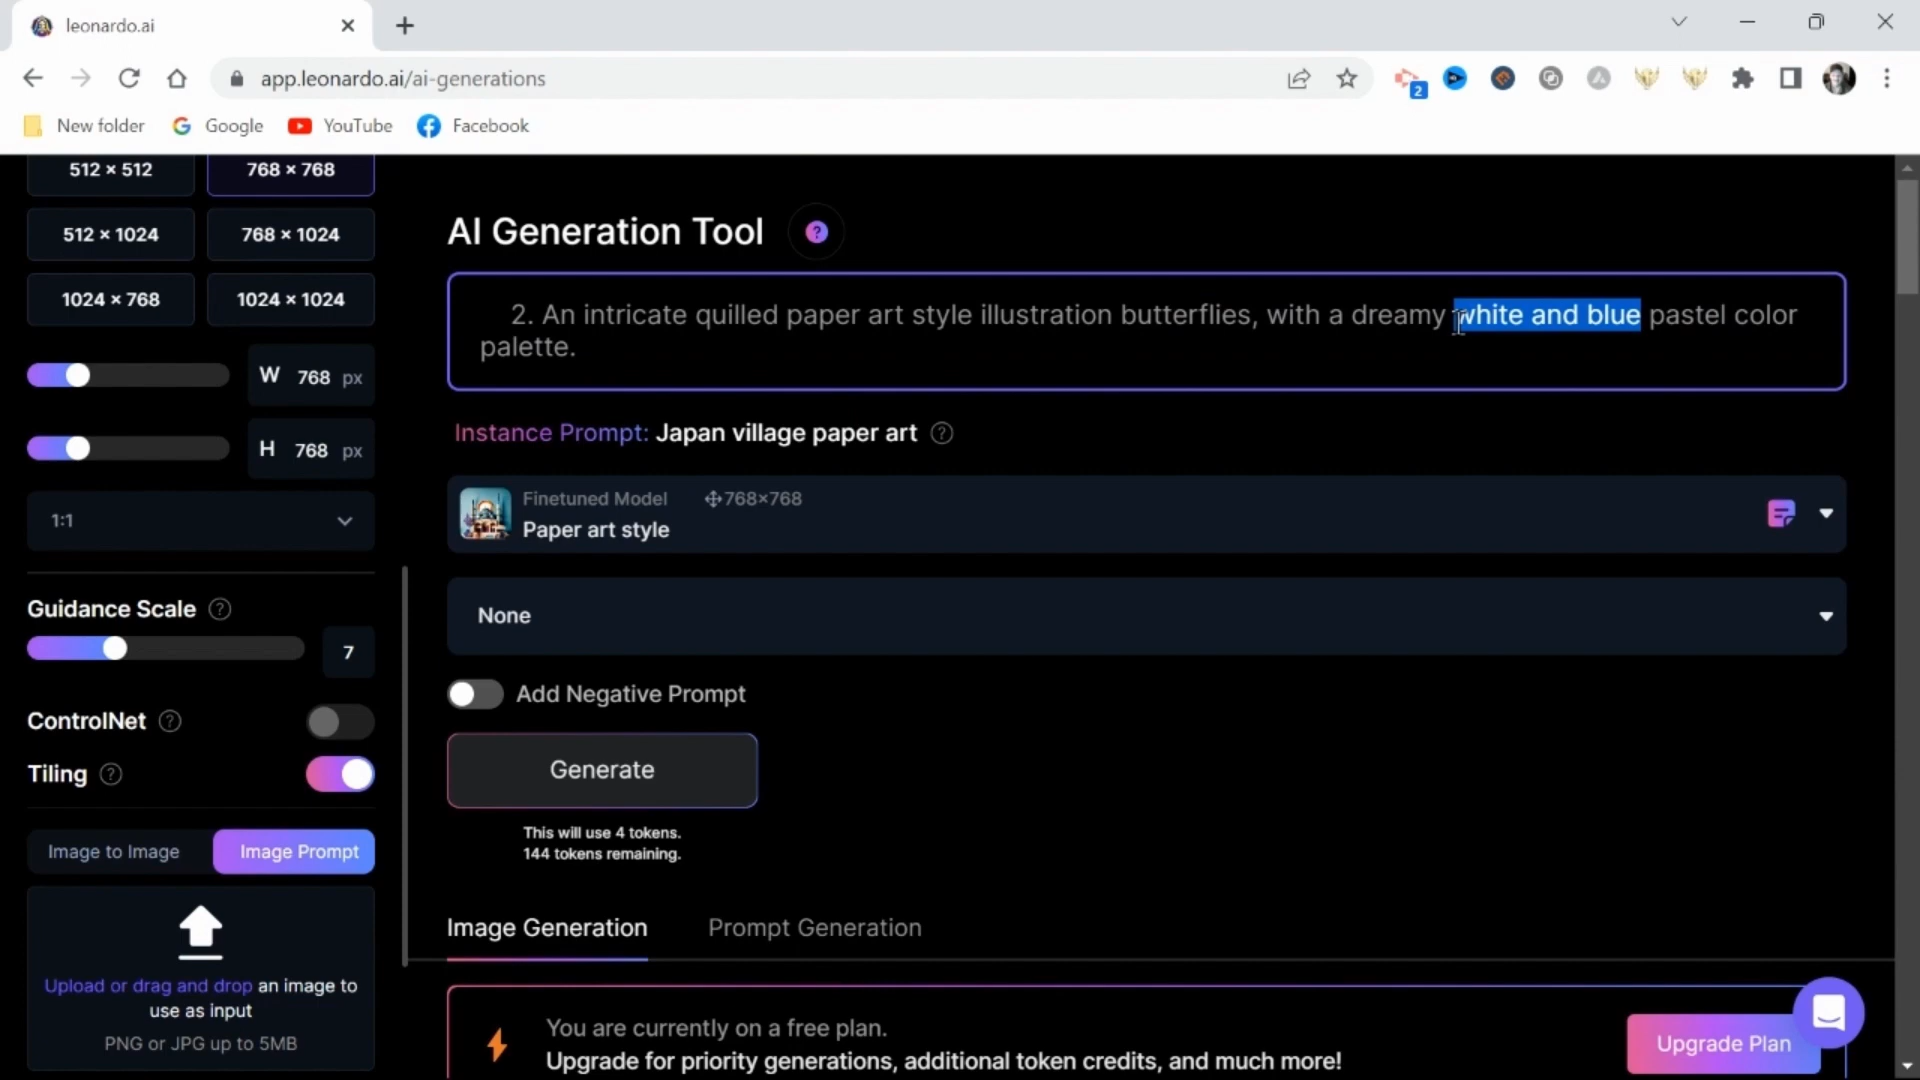 leonardo.ai
app.leonardo.ai/ai-generations
2
New folder
Google
YouTube
Facebook
512 × 512
768 × 768
512 × 1024
768 × 1024
1024 × 768
1024 × 1024
W 768 px
H 768 px
1:1
Guidance Scale ?
7
ControlNet ?
Tiling ?
Image to Image
Image Prompt
Upload or drag and drop an image to
use as input
PNG or JPG up to 5MB
AI Generation Tool ?
2. An intricate quilled paper art style illustration butterflies, with a dreamy white and blue pastel color
palette.
Instance Prompt: Japan village paper art ?
Finetuned Model 768×768
Paper art style
None
Add Negative Prompt
Generate
This will use 4 tokens.
144 tokens remaining.
Image Generation
Prompt Generation
You are currently on a free plan.
Upgrade for priority generations, additional token credits, and much more!
Upgrade Plan